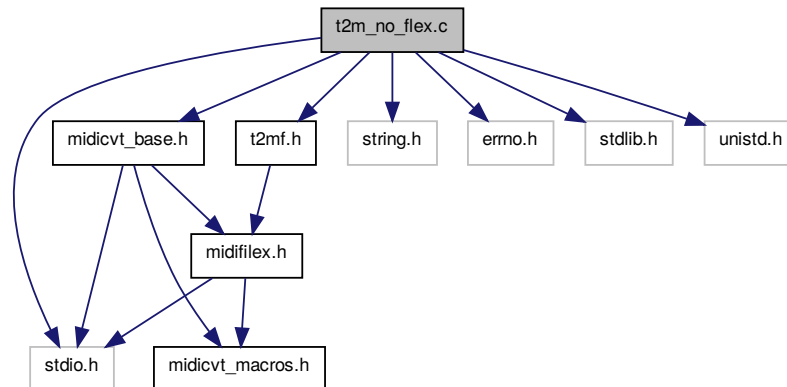 t2m_no_flex.c
midicvt_base.h
t2mf.h
string.h
errno.h
stdlib.h
unistd.h
midifilex.h
stdio.h
midicvt_macros.h